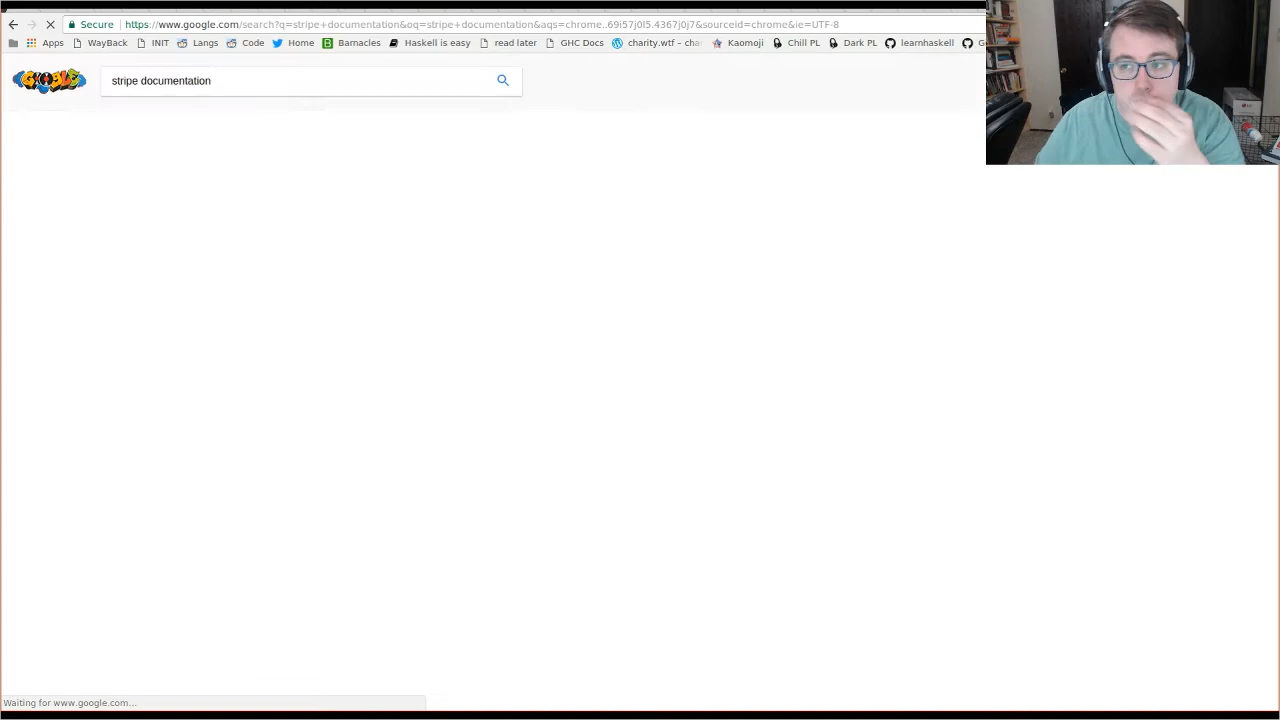 Secure https://www.google.com/search?q=stripe+documentation&oq=stripe+documentation&aqs=chrome..69i57j0l5.4367j0j7&sourceid=chrome&ie=UTF-8
Apps WayBack INIT Langs Code Barnacles Haskell is easy read later GHC Docs charity.wtf – cha Kaomoji Chill PL Dark PL learnhaskell
stripe documentation
LG
Waiting for www.google.com...